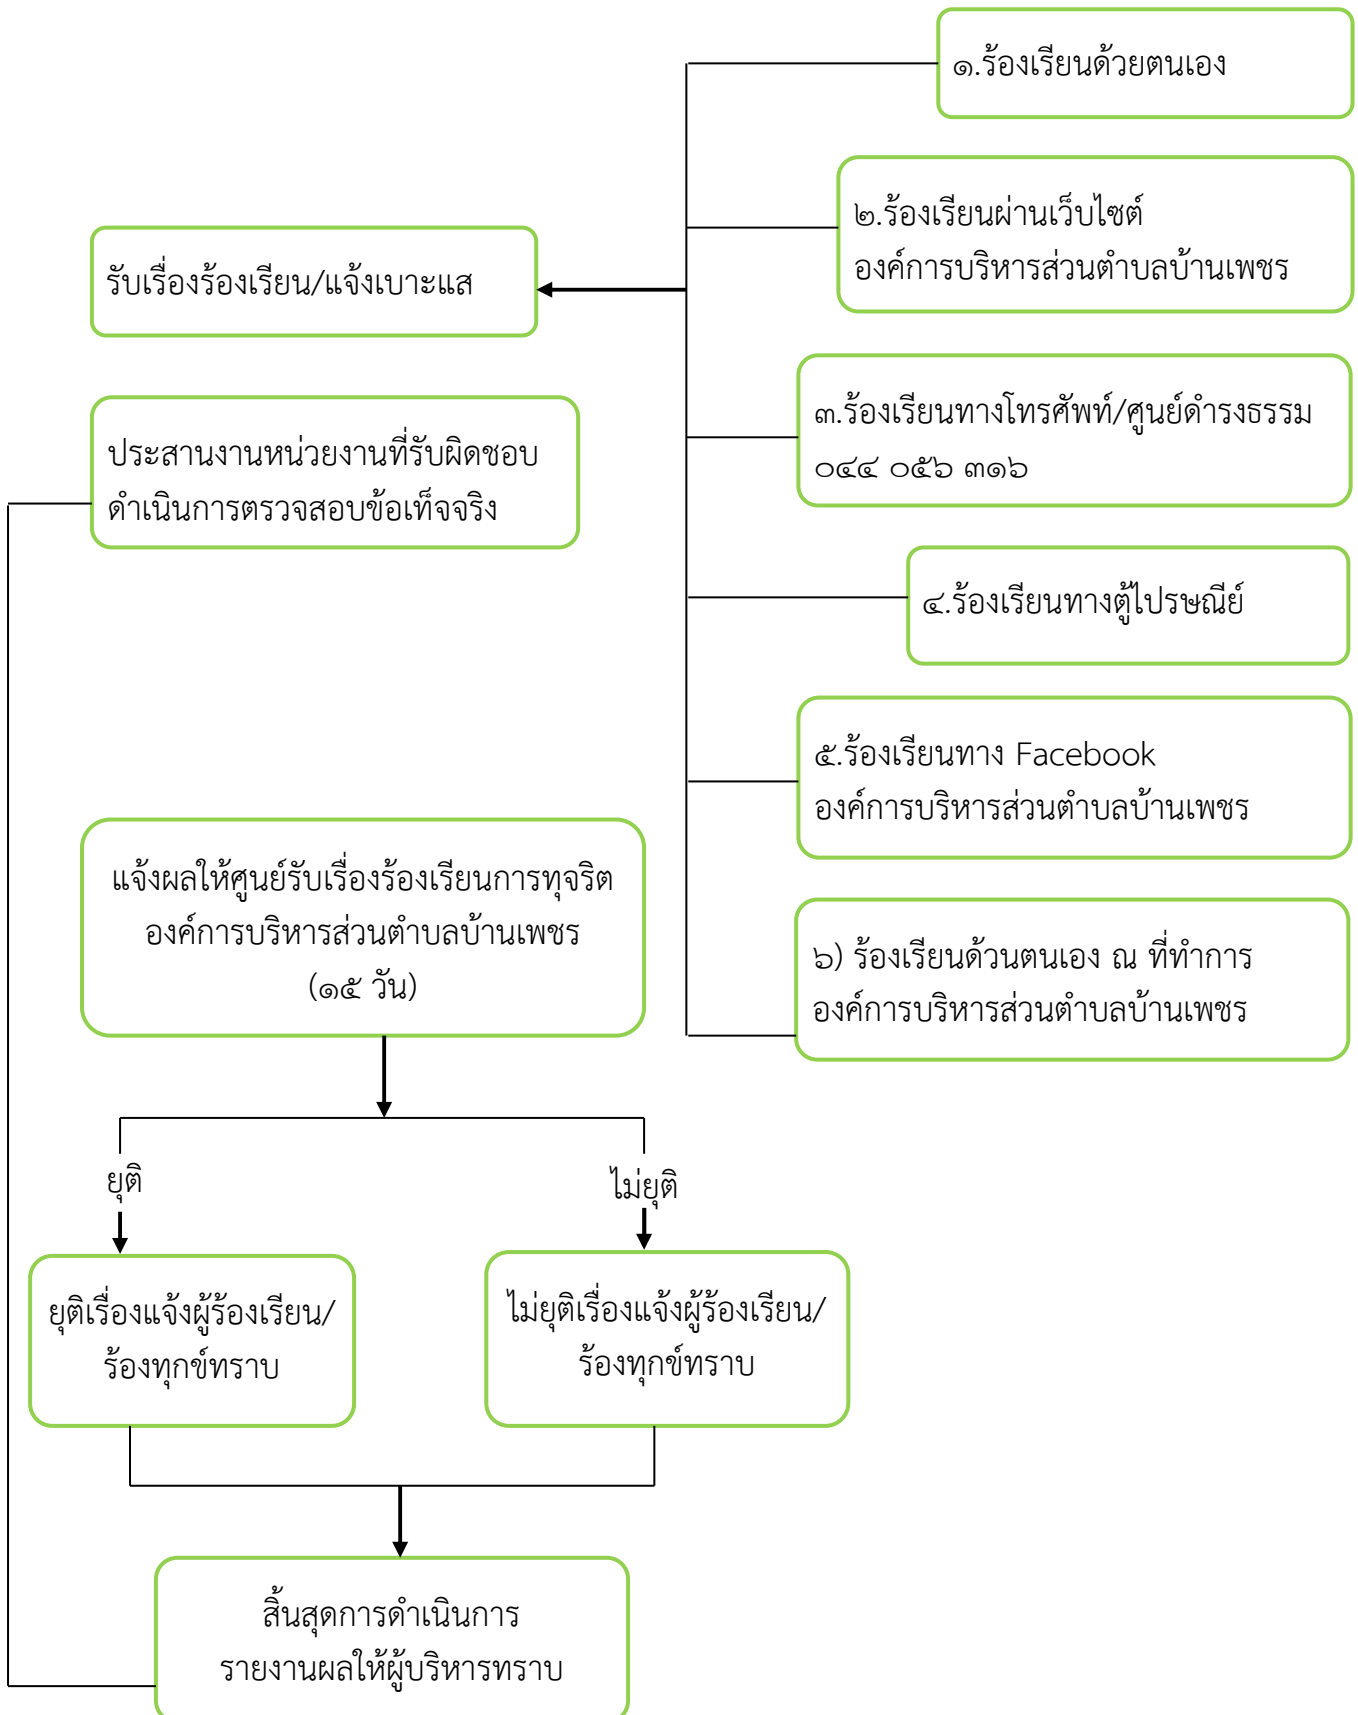 ๑.ร้องเรียนด้วยตนเอง
๒.ร้องเรียนผ่านเว็บไซต์
องค์การบริหารส่วนตำบลบ้านเพชร
รับเรื่องร้องเรียน/แจ้งเบาะแส
๓.ร้องเรียนทางโทรศัพท์/ศูนย์ดำรงธรรม
๐๔๔ ๐๕๖ ๓๑๖
ประสานงานหน่วยงานที่รับผิดชอบ
ดำเนินการตรวจสอบข้อเท็จจริง
๔.ร้องเรียนทางตู้ไปรษณีย์
๕.ร้องเรียนทาง Facebook
องค์การบริหารส่วนตำบลบ้านเพชร
แจ้งผลให้ศูนย์รับเรื่องร้องเรียนการทุจริต
องค์การบริหารส่วนตำบลบ้านเพชร
(๑๕ วัน)
๖) ร้องเรียนด้วนตนเอง ณ ที่ทำการ
องค์การบริหารส่วนตำบลบ้านเพชร
ยุติ
ไม่ยุติ
ยุติเรื่องแจ้งผู้ร้องเรียน/
ร้องทุกข์ทราบ
ไม่ยุติเรื่องแจ้งผู้ร้องเรียน/
ร้องทุกข์ทราบ
สิ้นสุดการดำเนินการ
รายงานผลให้ผู้บริหารทราบ